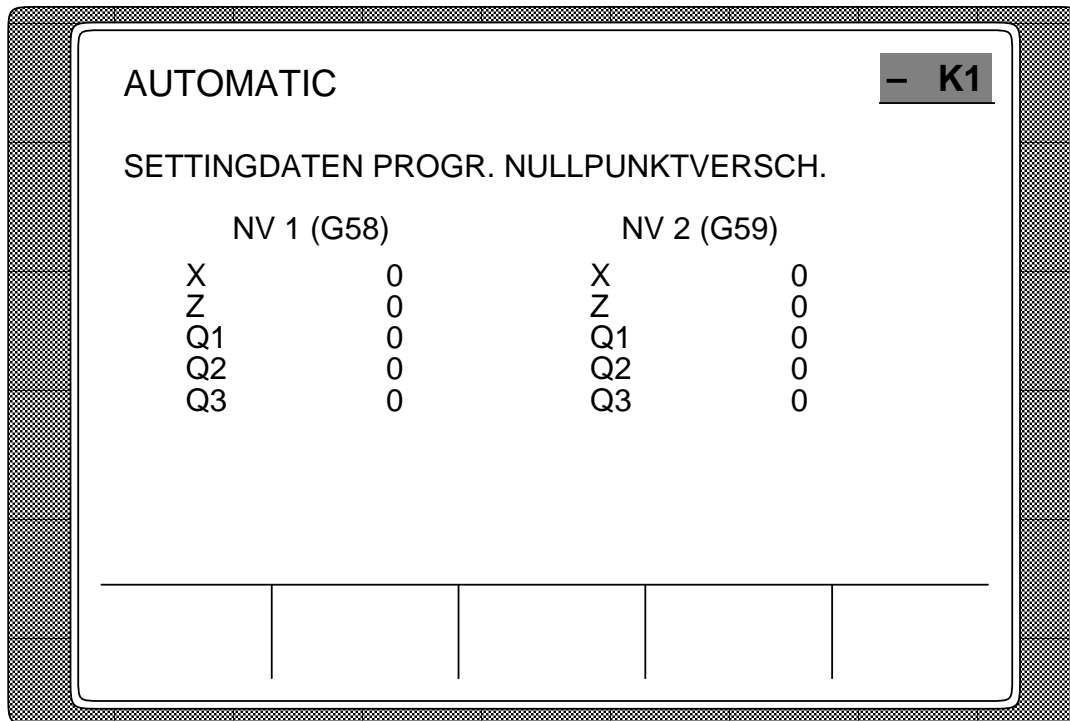 AUTOMATIC – K1
SETTINGDATEN PROGR. NULLPUNKTVERSCH.
NV 1 (G58) NV 2 (G59)
X 0 X 0
Z 0 Z 0
Q1 0 Q1 0
Q2 0 Q2 0
Q3 0 Q3 0